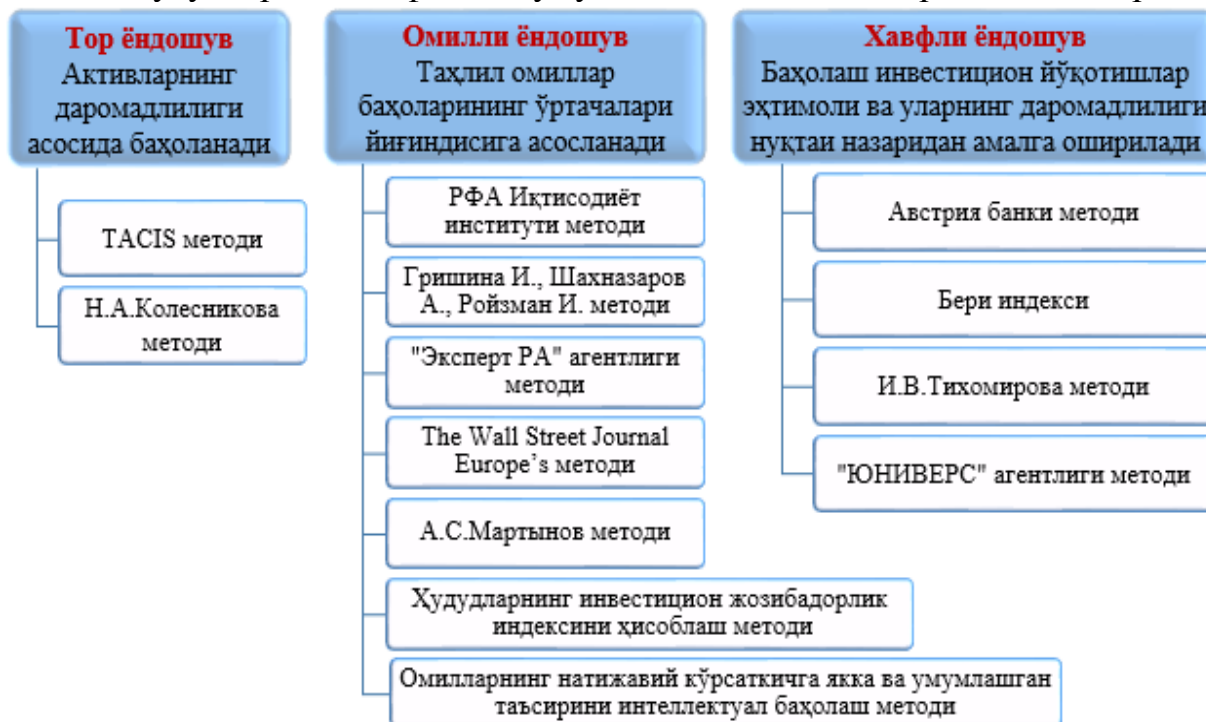 Тор ёндошув
Активларнинг
даромадлилиги
асосида баҳоланади
TACIS методи
Н.А.Колесникова
методи
Омилли ёндошув
Таҳлил омиллар
баҳоларининг ўртачалари
йиғиндисига асосланади
РФА Иқтисодиёт
институти методи
Гришина И., Шахназаров
А., Ройзман И. методи
"Эксперт РА" агентлиги
методи
The Wall Street Journal
Europe’s методи
А.С.Мартынов методи
Ҳудудларнинг инвестицион жозибадорлик
индексини ҳисоблаш методи
Омилларнинг натижавий кўрсаткичга якка ва умумлашган
таъсирини интеллектуал баҳолаш методи
Хавфли ёндошув
Баҳолаш инвестицион йўқотишлар
эҳтимоли ва уларнинг даромадлилиги
нуқтаи назаридан амалга оширилади
Австрия банки методи
Бери индекси
И.В.Тихомирова методи
"ЮНИВЕРС" агентлиги методи